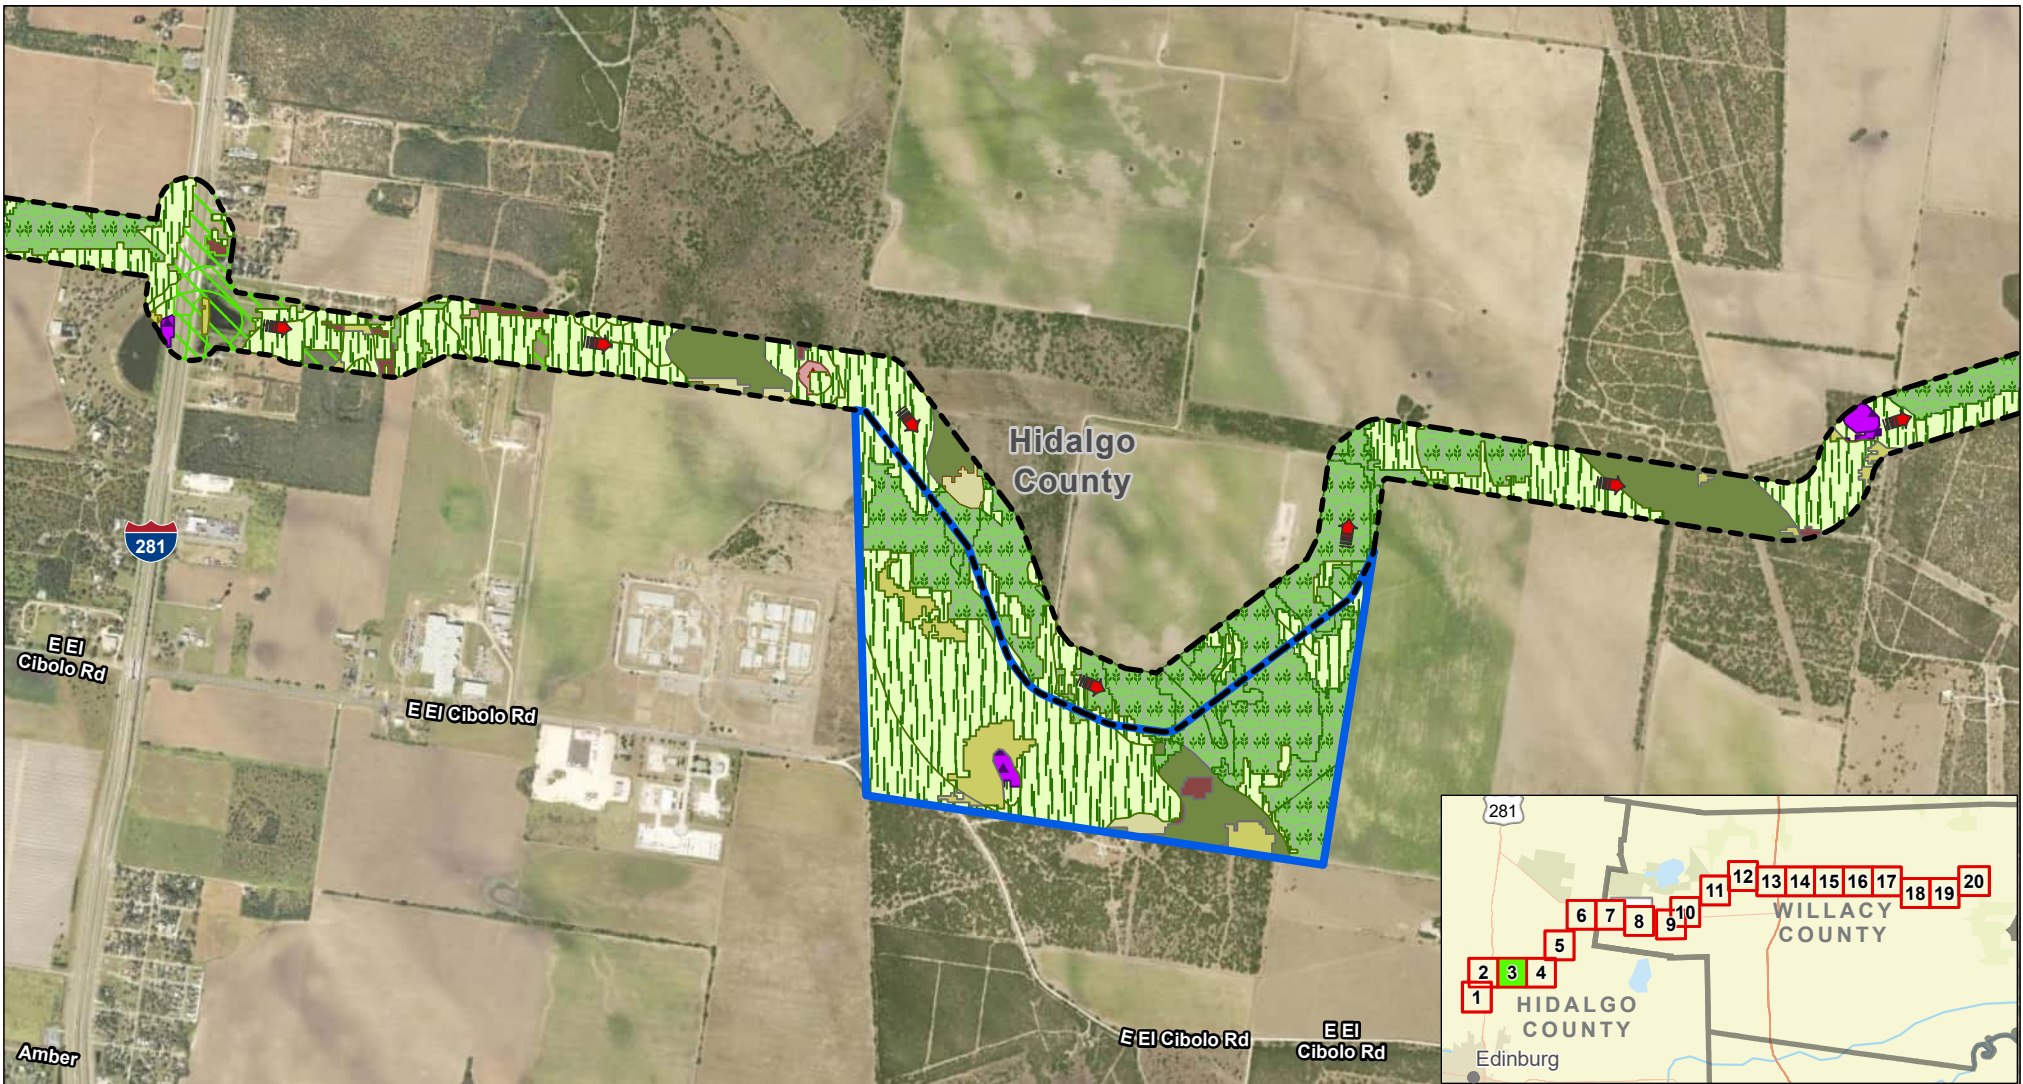 Hidalgo
County
281
E El
Cibolo Rd
E El Cibolo Rd
E El Cibolo Rd
E El
Cibolo Rd
Amber
281
1
2
3
4
5
6
7
8
9
10
11
12
13
14
15
16
17
18
19
20
WILLACY
COUNTY
HIDALGO
COUNTY
Edinburg